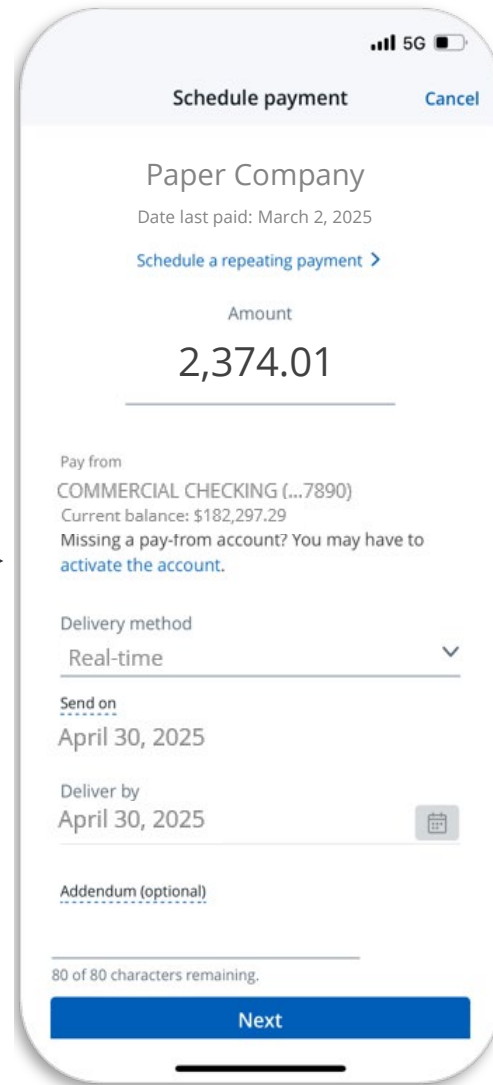 5G
Schedule payment
Cancel
Paper Company
Date last paid: March 2, 2025
Schedule a repeating payment >
Amount
2,374.01
Pay from
COMMERCIAL CHECKING (...7890)
Current balance: $182,297.29
Missing a pay-from account? You may have to
activate the account.
Delivery method
Real-time
Send on
April 30, 2025
Deliver by
April 30, 2025
Addendum (optional)
80 of 80 characters remaining.
Next